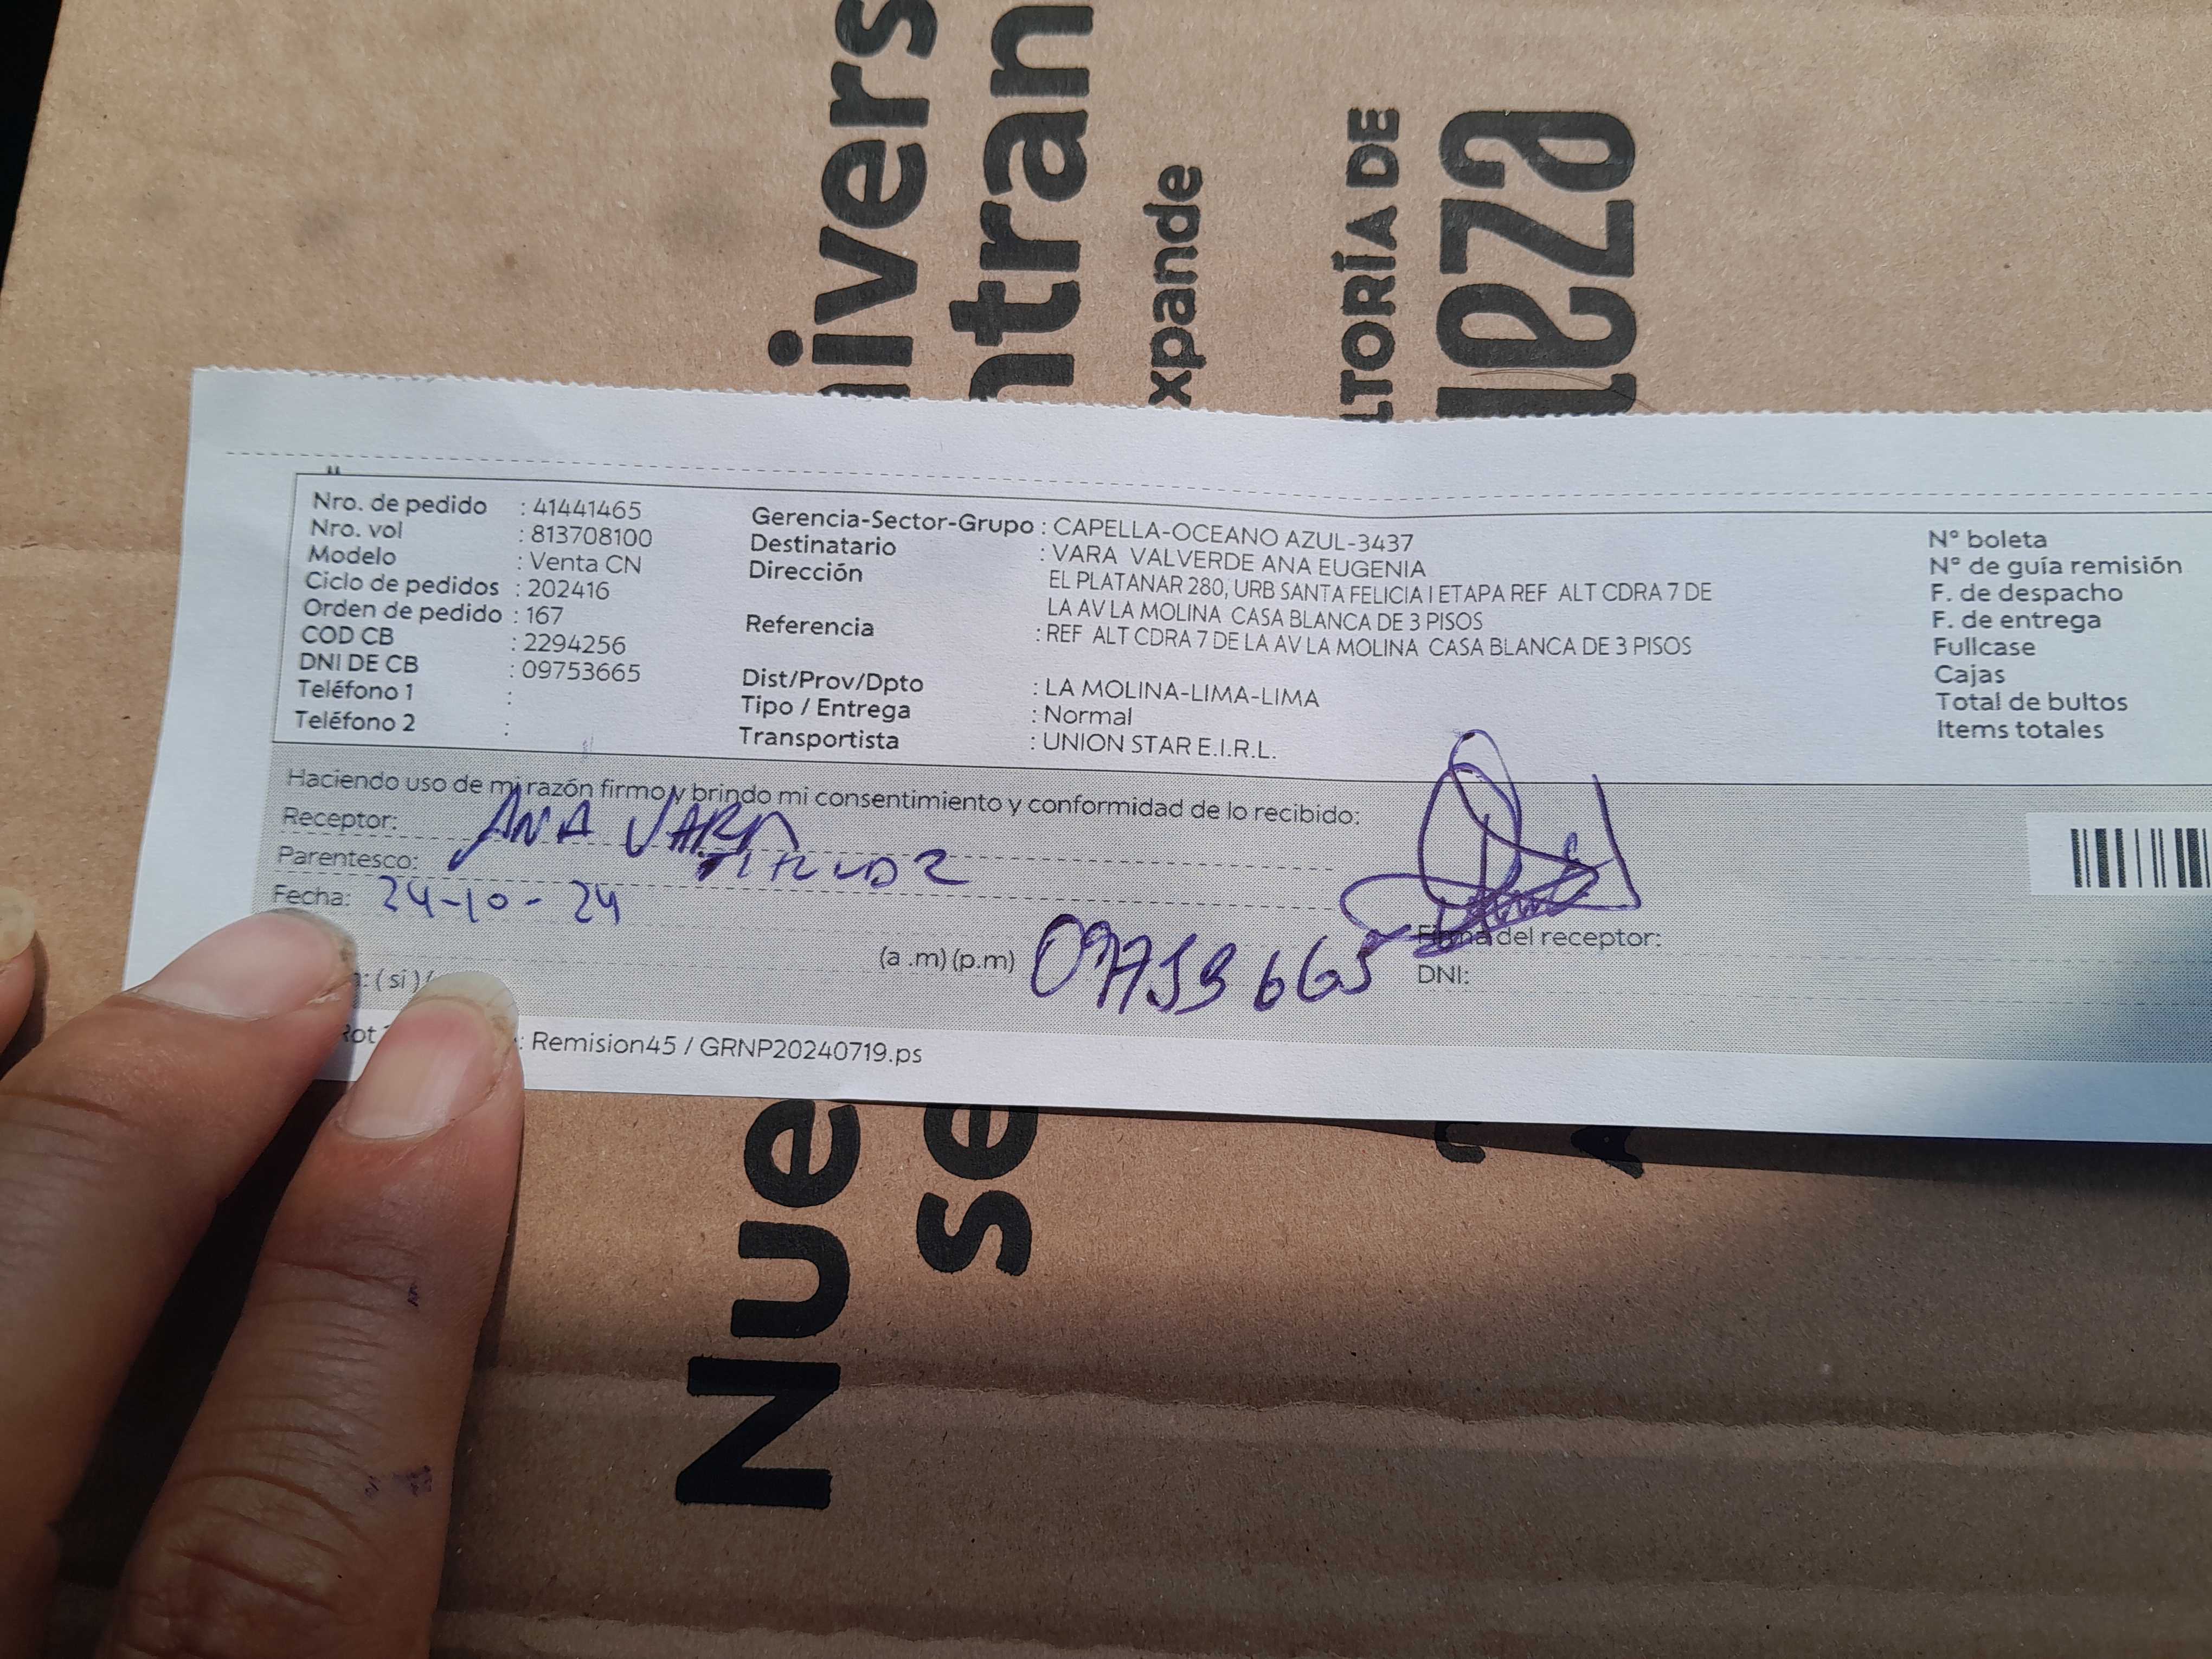 Nro. de pedido : 41441465
Nro. vol : 813708100
Modelo : Venta CN
Ciclo de pedidos : 202416
Orden de pedido : 167
COD CB : 2294256
DNI DE CB : 09753665
Teléfono 1 :
Teléfono 2 :
Gerencia-Sector-Grupo : CAPELLA-OCEANO AZUL-3437
Destinatario : VARA VALVERDE ANA EUGENIA
Dirección EL PLATANAR 280, URB SANTA FELICIA I ETAPA REF ALT CDRA 7 DE
LA AV LA MOLINA CASA BLANCA DE 3 PISOS
Referencia : REF ALT CDRA 7 DE LA AV LA MOLINA CASA BLANCA DE 3 PISOS
Dist/Prov/Dpto : LA MOLINA-LIMA-LIMA
Tipo / Entrega : Normal
Transportista : UNION STAR E.I.R.L.
N° boleta
N° de guía remisión
F. de despacho
F. de entrega
Fullcase
Cajas
Total de bultos
Items totales
Haciendo uso de mi razón firmo y brindo mi consentimiento y conformidad de lo recibido:
Receptor: ANA VARA
Parentesco:
Fecha: 24-10-24
: (si) (
(a .m) (p.m) 09753665
Firma del receptor:
DNI:
: Remision45 / GRNP20240719.ps
nivers
ntran
xpande
LTORÍA DE
leza
Nue
se